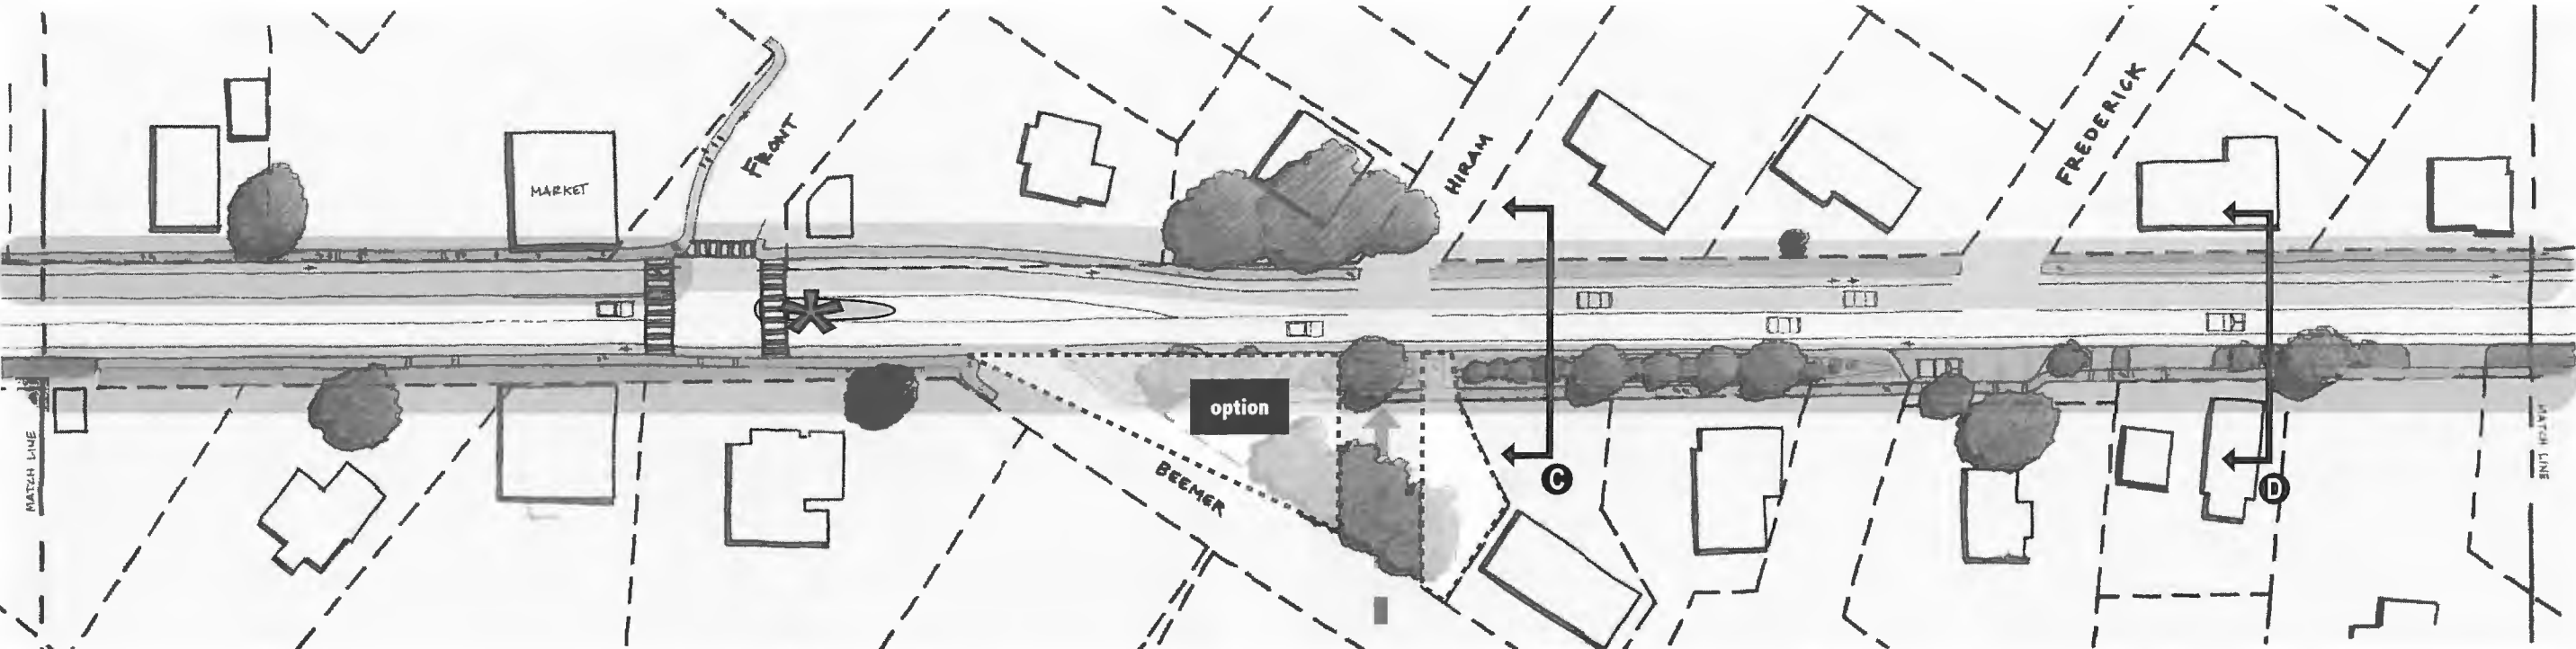 MARKET
FRONT
HIRAM
FREDERICK
option
BEEMER
C
D
MATCH LINE
MATCH LINE